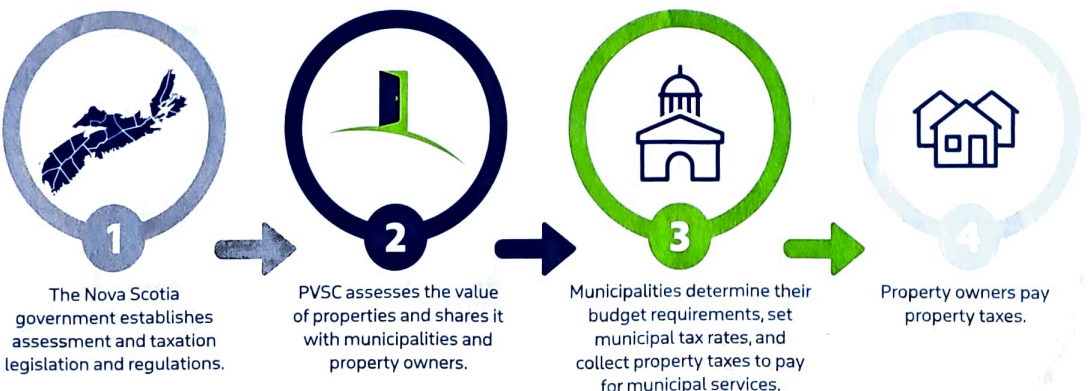 1
The Nova Scotia
government establishes
assessment and taxation
legislation and regulations.
2
PVSC assesses the value
of properties and shares it
with municipalities and
property owners.
3
Municipalities determine their
budget requirements, set
municipal tax rates, and
collect property taxes to pay
for municipal services.
4
Property owners pay
property taxes.